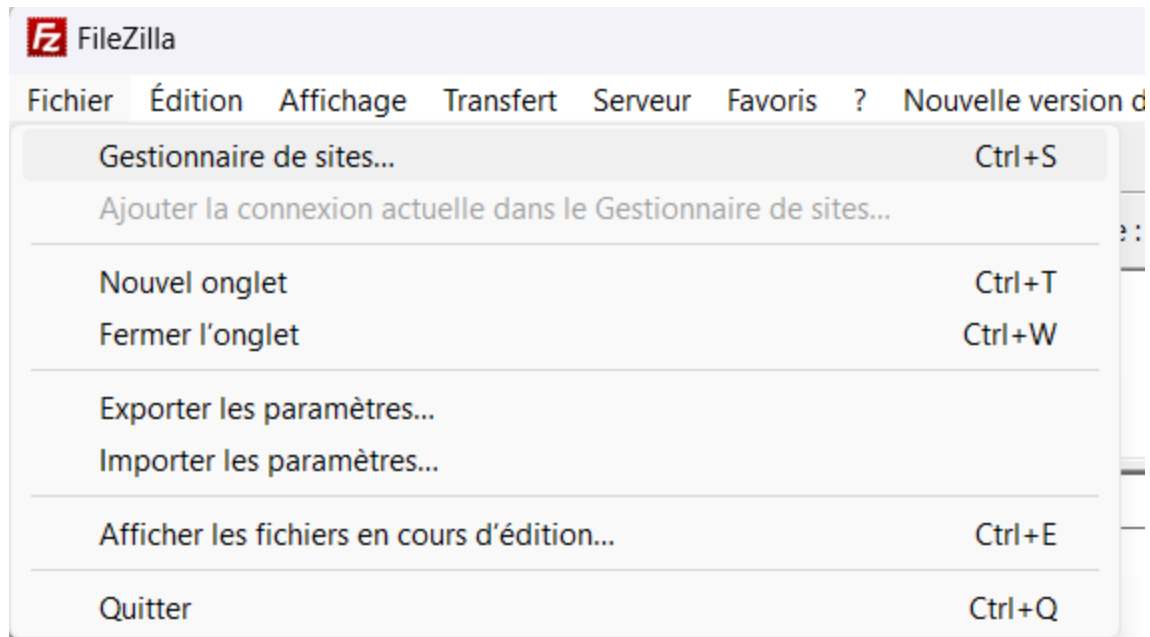 FileZilla
Fichier Édition Affichage Transfert Serveur Favoris ? Nouvelle version
Gestionnaire de sites... Ctrl+S
Ajouter la connexion actuelle dans le Gestionnaire de sites...
Nouvel onglet Ctrl+T
Fermer l’onglet Ctrl+W
Exporter les paramètres...
Importer les paramètres...
Afficher les fichiers en cours d’édition... Ctrl+E
Quitter Ctrl+Q